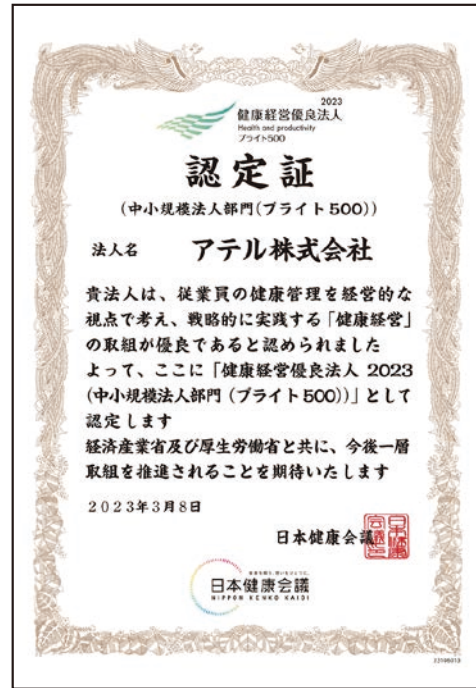 2023
健康経営優良法人
Health and productivity
ブライト500
認定証
(中小規模法人部門(ブライト500))
法人名 アテル株式会社
貴法人は、従業員の健康管理を経営的な
視点で考え、戦略的に実践する「健康経営」
の取組が優良であると認められました
よって、ここに「健康経営優良法人 2023
(中小規模法人部門(ブライト500))」として
認定します
経済産業省及び厚生労働省と共に、今後一層
取組を推進されることを期待いたします
2023年3月8日
日本健康会議
日本健康会議
NIPPON KENKO KAIGI